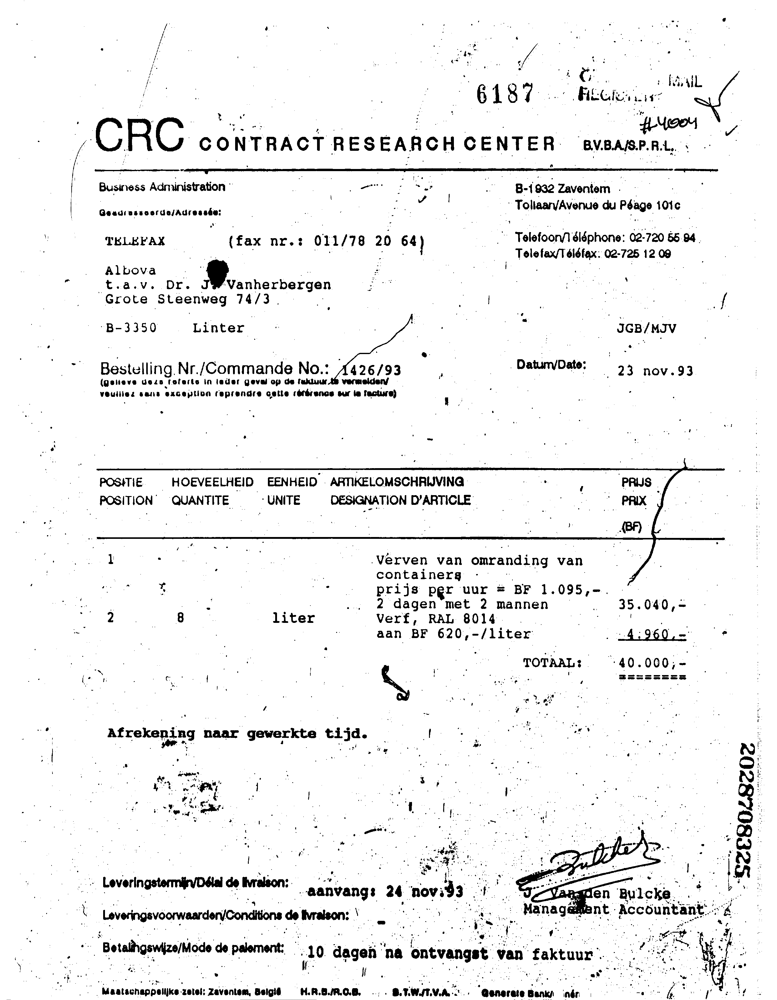 6187 MAIL
#4004
CRC CONTRACT RESEARCH CENTER B.V.B.A./S.P.R.L.
Business Administration
Geadresseerde/Adressée:
B-1932 Zaventem
Tollaan/Avenue du Péage 101c
TELEFAX (fax nr.: 011/78 20 64)
Telefoon/Téléphone: 02-720 55 94
Telefax/Téléfax: 02-725 12 09
Albova
t.a.v. Dr. J. Vanherbergen
Grote Steenweg 74/3
B-3350 Linter
JGB/MJV
Bestelling Nr./Commande No.: 1426/93
Datum/Date: 23 nov.93
(gelieve deze referte in ieder geval op de faktuur te vermelden/
veuillez sans exception reprendre cette référence sur la facture)
POSITIE HOEVEELHEID EENHEID ARTIKELOMSCHRIJVING PRIJS
POSITION QUANTITE UNITE DESIGNATION D'ARTICLE PRIX
(BF)
1 Verven van omranding van
containers
prijs per uur = BF 1.095,-
2 dagen met 2 mannen 35.040,-
2 8 liter Verf, RAL 8014
aan BF 620,-/liter 4.960,-
TOTAAL: 40.000,-
========
Afrekening naar gewerkte tijd.
2028708325
Leveringstermijn/Délai de livraison: aanvang: 24 nov.93
J. Van den Bulcke
Management Accountant
Leveringsvoorwaarden/Conditions de livraison: -
Betalingswijze/Mode de paiement: 10 dagen na ontvangst van faktuur
Maatschappelijke zetel: Zaventem, België H.R.B./R.C.B. B.T.W./T.V.A. Generale Bank/